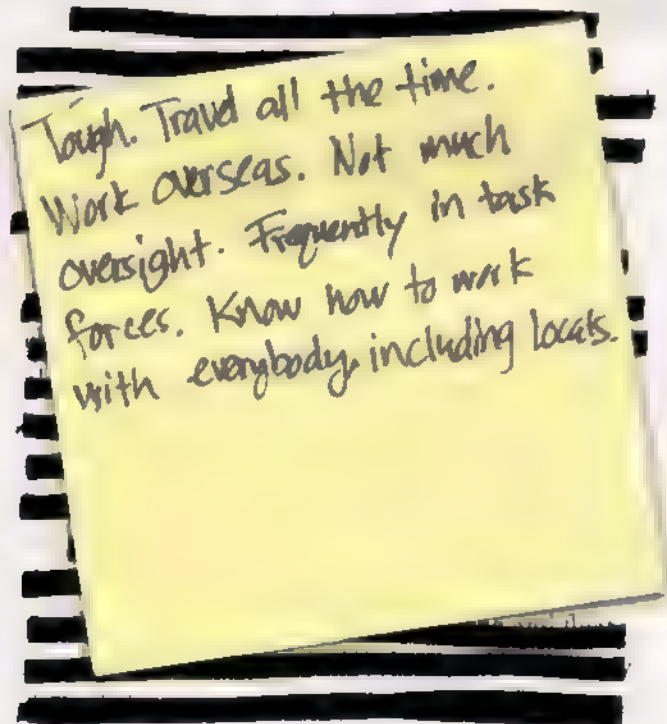 Tough. Travel all the time.
Work overseas. Not much
oversight. Frequently in task
forces. Know how to work
with everybody, including locals.